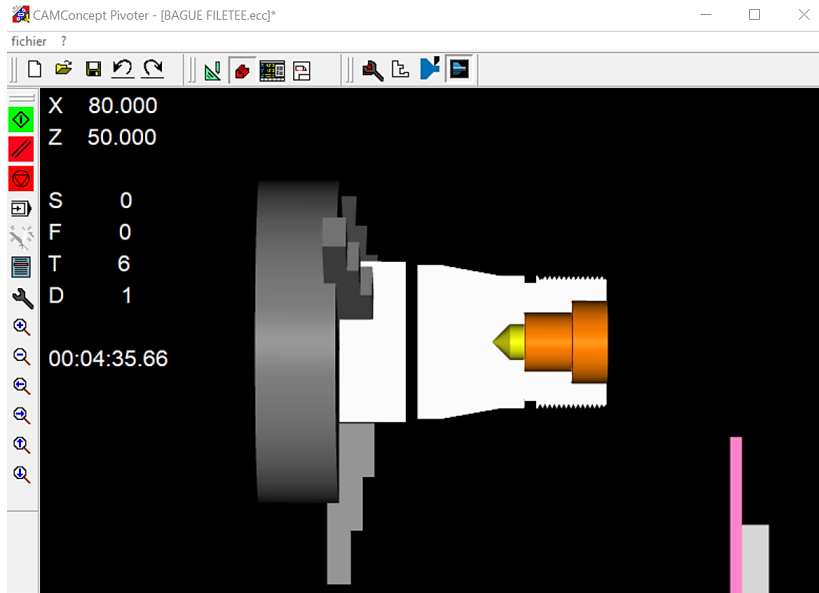 CAMConcept Pivoter - [BAGUE FILETEE.ecc]*
fichier ?
X 80.000
Z 50.000
S 0
F 0
T 6
D 1
00:04:35.66